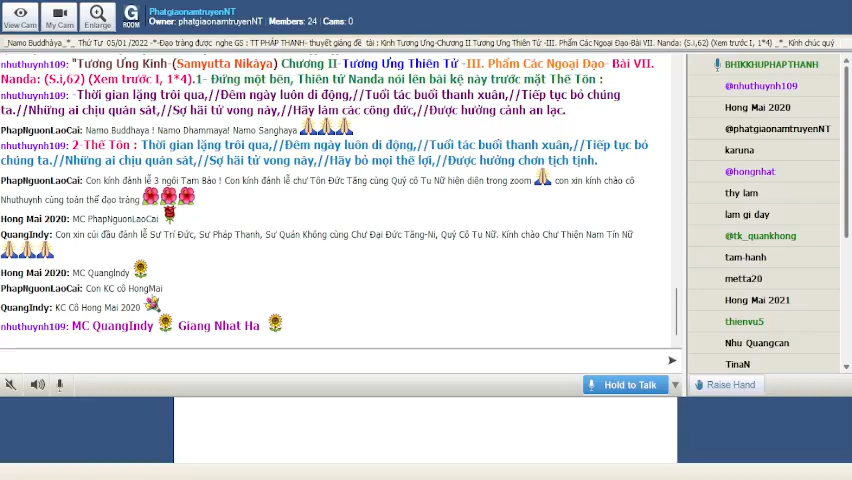 PhatgiaonamtruyenNT
Owner: phatgiaonamtruyenNT | Members: 24 | Cams: 0
View Cam
My Cam
Enlarge
G
ROOM
_Namo Buddhàya_*_ Thứ Tư 05/01 /2022 -*-Đạo tràng được nghe GS : TT PHÁP THANH- thuyết giảng đề tài : Kinh Tương Ưng-Chương II Tương Ưng Thiên Tử -III. Phẩm Các Ngoại Đạo-Bài VII. Nanda: (S.i,62) (Xem trước I, 1*4) _*_Kính chúc quý
nhuthuynh109: "Tương Ưng Kinh-(Samyutta Nikàya) Chương II-Tương Ưng Thiên Tử -III. Phẩm Các Ngoại Đạo- Bài VII.
Nanda: (S.i,62) (Xem trước I, 1*4).1- Đứng một bên, Thiên tử Nanda nói lên bài kệ này trước mặt Thế Tôn :
nhuthuynh109: -Thời gian lặng trôi qua,//Đêm ngày luôn di động,//Tuổi tác buổi thanh xuân,//Tiếp tục bỏ chúng
ta.//Những ai chịu quán sát,//Sợ hãi tử vong này,//Hãy làm các công đức,//Được hưởng cảnh an lạc.
PhapNguonLaoCai: Namo Buddhaya ! Namo Dhammaya! Namo Sanghaya
nhuthuynh109: 2-Thế Tôn : Thời gian lặng trôi qua,//Đêm ngày luôn di động,//Tuổi tác buổi thanh xuân,//Tiếp tục bỏ
chúng ta.//Những ai chịu quán sát,//Sợ hãi tử vong này,//Hãy bỏ mọi thế lợi,//Được hưởng chơn tịch tịnh.
PhapNguonLaoCai: Con kính đảnh lễ 3 ngôi Tam Bảo ! Con kính đảnh lễ chư Tôn Đức Tăng cùng Quý cô Tu Nữ hiện diện trong zoom con xin kính chào cô
Nhuthuynh cùng toàn thể đạo tràng
Hong Mai 2020: MC PhapNguonLaoCai
QuangIndy: Con xin cúi đầu đảnh lễ Sư Trí Đức, Sư Pháp Thanh, Sư Quán Không cùng Chư Đại Đức Tăng-Ni, Quý Cô Tu Nữ. Kính chào Chư Thiện Nam Tín Nữ
Hong Mai 2020: MC QuangIndy
PhapNguonLaoCai: Con KC cô HongMai
QuangIndy: KC Cô Hong Mai 2020
nhuthuynh109: MC QuangIndy Giang Nhat Ha
Hold to Talk
BHIKKHUPHAPTHANH
@nhuthuynh109
Hong Mai 2020
@phatgiaonamtruyenNT
karuna
@hongnhat
thy lam
lam gi day
@tk_quankhong
tam-hanh
metta20
Hong Mai 2021
thienvu5
Nhu Quangcan
TinaN
Raise Hand